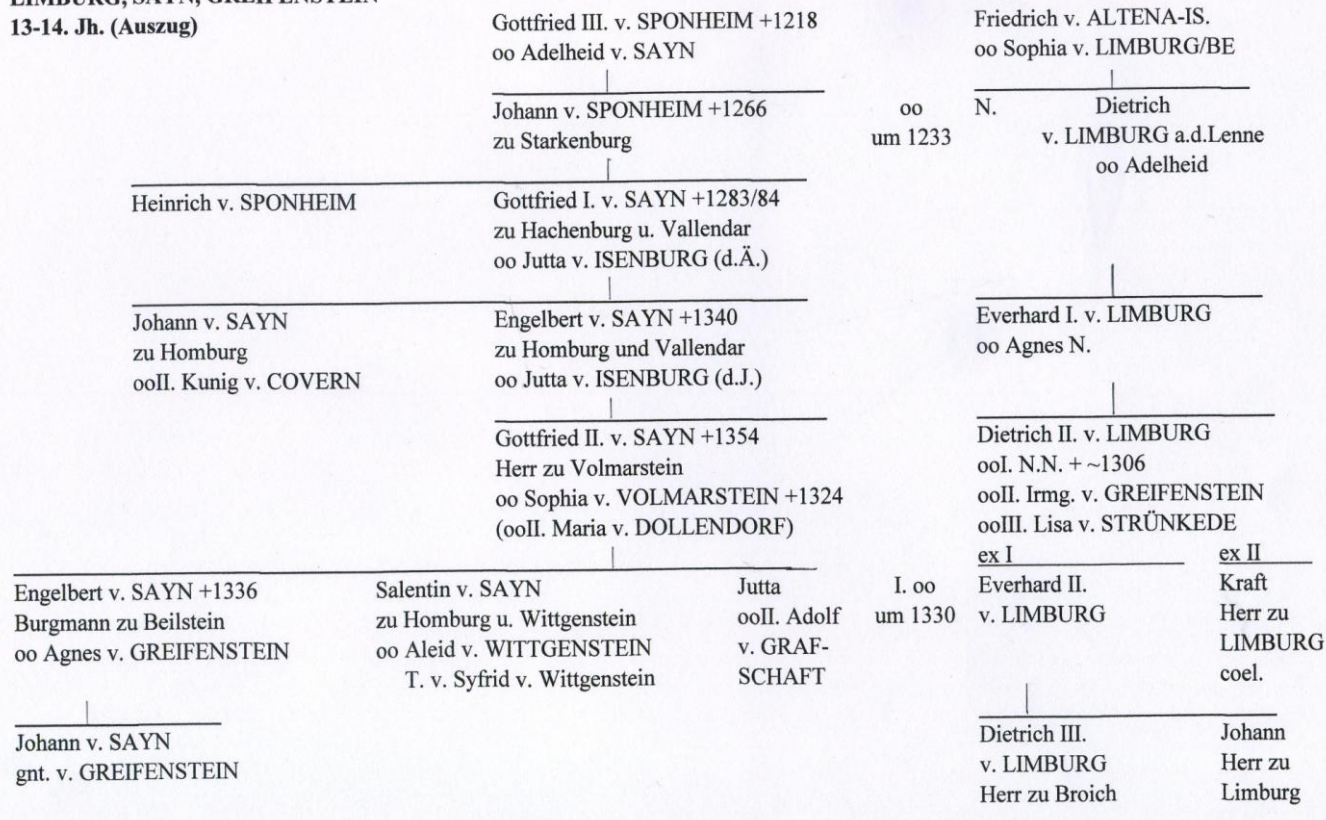 LIMBURG, SAYN, GREIFENSTEIN
13-14. Jh. (Auszug)
Gottfried III. v. SPONHEIM +1218
oo Adelheid v. SAYN
Friedrich v. ALTENA-IS.
oo Sophia v. LIMBURG/BE
Johann v. SPONHEIM +1266
zu Starkenburg
oo
um 1233
N.
Dietrich
v. LIMBURG a.d.Lenne
oo Adelheid
Heinrich v. SPONHEIM
Gottfried I. v. SAYN +1283/84
zu Hachenburg u. Vallendar
oo Jutta v. ISENBURG (d.Ä.)
Johann v. SAYN
zu Homburg
ooII. Kunig v. COVERN
Engelbert v. SAYN +1340
zu Homburg und Vallendar
oo Jutta v. ISENBURG (d.J.)
Everhard I. v. LIMBURG
oo Agnes N.
Gottfried II. v. SAYN +1354
Herr zu Volmarstein
oo Sophia v. VOLMARSTEIN +1324
(ooII. Maria v. DOLLENDORF)
Dietrich II. v. LIMBURG
ooI. N.N. + ~1306
ooII. Irmg. v. GREIFENSTEIN
ooIII. Lisa v. STRÜNKEDE
ex I
ex II
Engelbert v. SAYN +1336
Burgmann zu Beilstein
oo Agnes v. GREIFENSTEIN
Salentin v. SAYN
zu Homburg u. Wittgenstein
oo Aleid v. WITTGENSTEIN
T. v. Syfrid v. Wittgenstein
Jutta
ooII. Adolf
v. GRAF-
SCHAFT
I. oo
um 1330
Everhard II.
v. LIMBURG
Kraft
Herr zu
LIMBURG
coel.
Johann v. SAYN
gnt. v. GREIFENSTEIN
Dietrich III.
v. LIMBURG
Herr zu Broich
Johann
Herr zu
Limburg